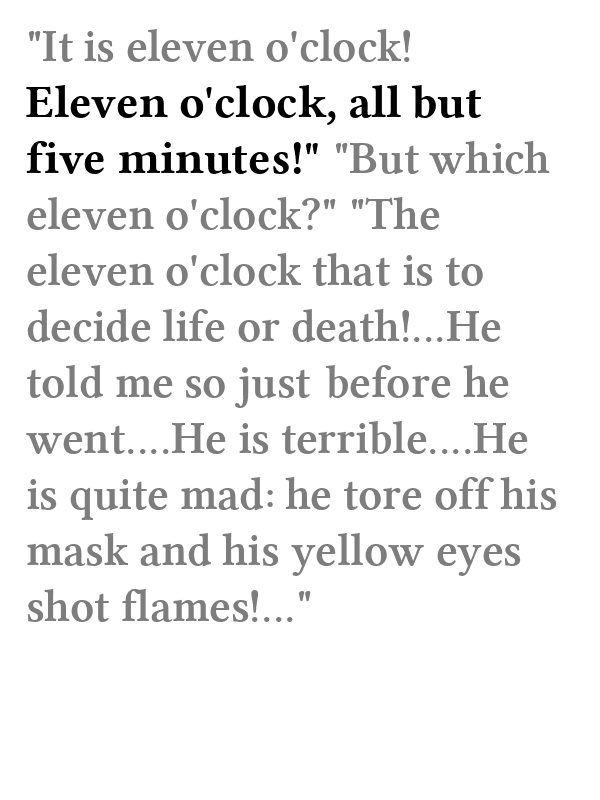 "It is eleven o'clock!
Eleven o'clock, all but
five minutes!" "But which
eleven o'clock?" "The
eleven o'clock that is to
decide life or death!...He
told me so just before he
went....He is terrible....He
is quite mad: he tore off his
mask and his yellow eyes
shot flames!..."